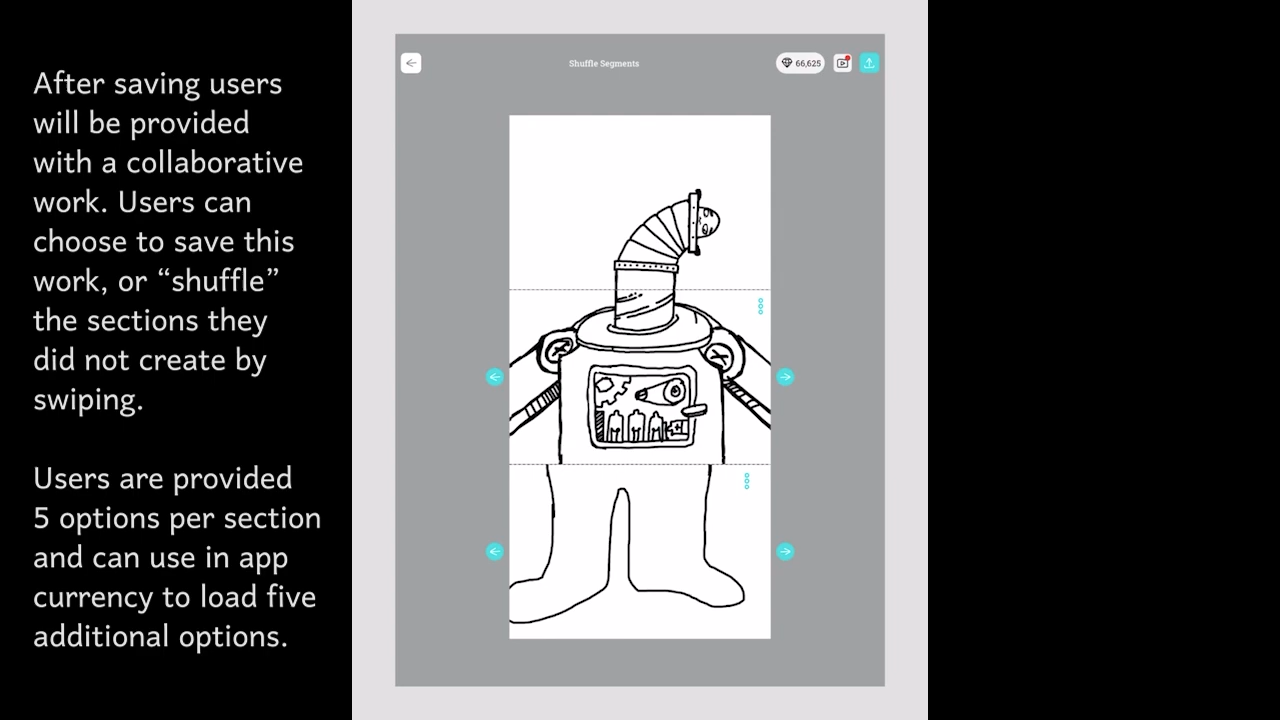 After saving users
will be provided
with a collaborative
work. Users can
choose to save this
work, or “shuffle”
the sections they
did not create by
swiping.
Users are provided
5 options per section
and can use in app
currency to load five
additional options.
Shuffle Segments
66,625